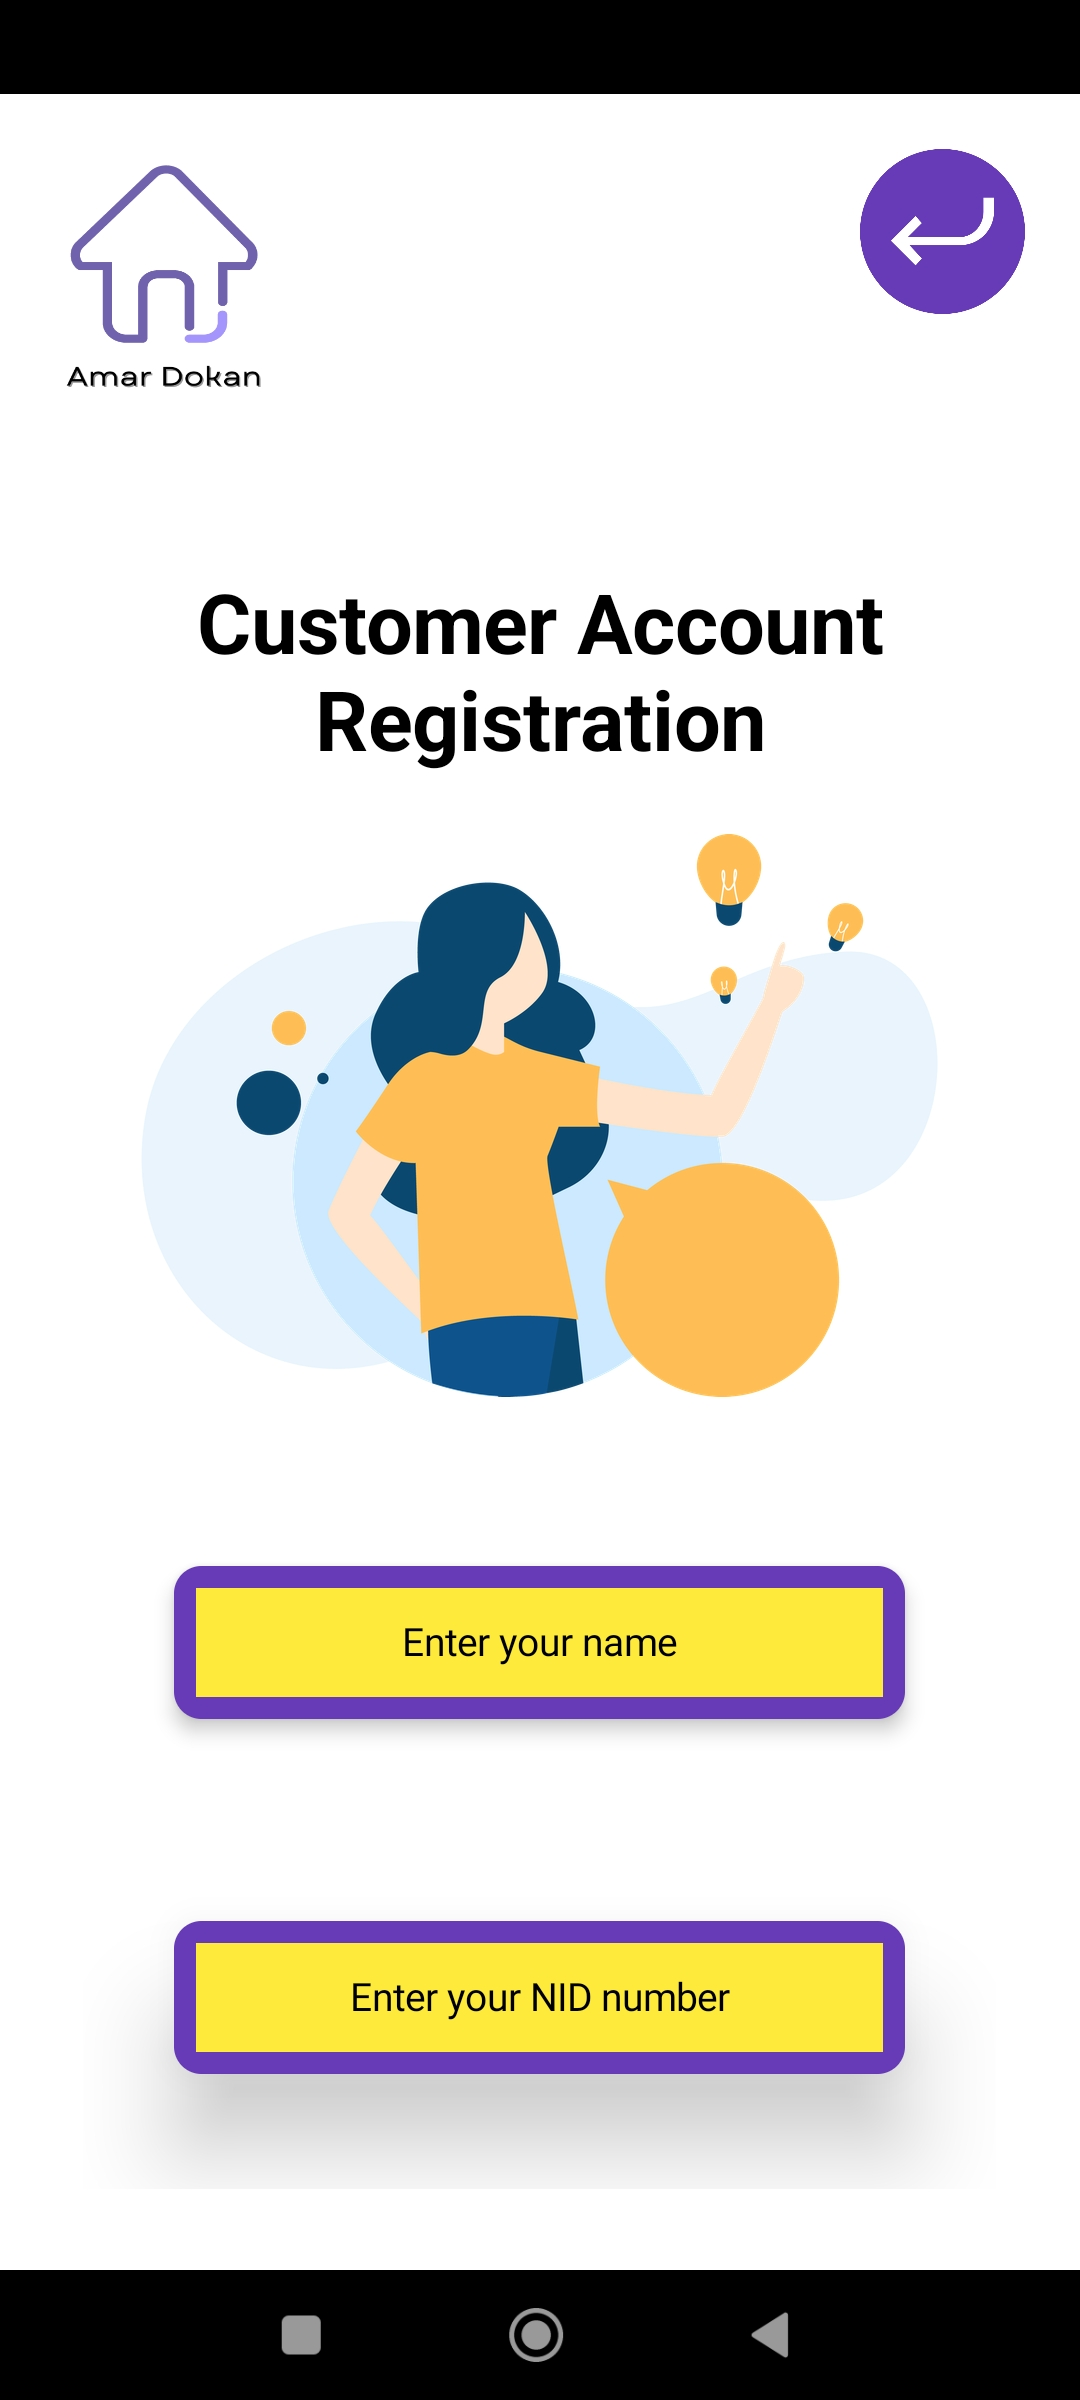 Amar Dokan
Customer Account
Registration
Enter your name
Enter your NID number